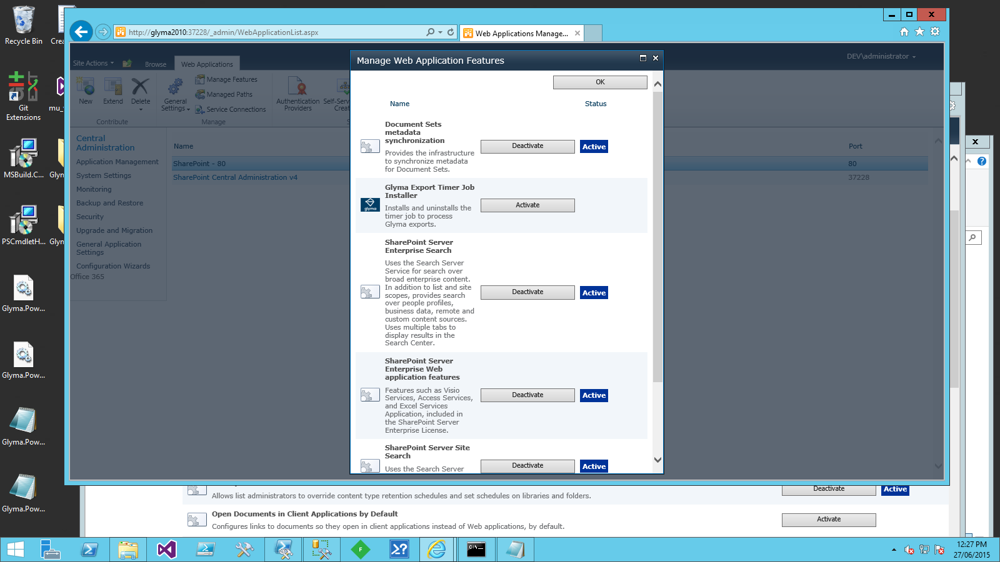 Recycle Bin
Crea
Git
Extensions
mu_
MSBuild.C...
Glym
PSCmdletH...
Glyn
Glyma.Pow...
Glyma.Pow...
Glyma.Pow...
Glyma.Pow...
http://glyma2010:37228/_admin/WebApplicationList.aspx
Web Applications Manage...
Site Actions
Browse
Web Applications
DEV\administrator
New
Extend
Delete
General
Settings
Manage Features
Managed Paths
Service Connections
Authentication
Providers
Self-Serv
Creat
Contribute
Manage
S
Central
Administration
Application Management
System Settings
Monitoring
Backup and Restore
Security
Upgrade and Migration
General Application
Settings
Configuration Wizards
Office 365
Name
Port
SharePoint - 80
80
SharePoint Central Administration v4
37228
Manage Web Application Features
OK
Name
Status
Document Sets
metadata
synchronization
Provides the infrastructure
to synchronize metadata
for Document Sets.
Deactivate
Active
Glyma Export Timer Job
Installer
Installs and uninstalls the
timer job to process
Glyma exports.
glyma
Activate
SharePoint Server
Enterprise Search
Uses the Search Server
Service for search over
broad enterprise content.
In addition to list and site
scopes, provides search
over people profiles,
business data, remote and
custom content sources.
Uses multiple tabs to
display results in the
Search Center.
Deactivate
Active
SharePoint Server
Enterprise Web
application features
Features such as Visio
Services, Access Services,
and Excel Services
Application, included in
the SharePoint Server
Enterprise License.
Deactivate
Active
SharePoint Server Site
Search
Uses the Search Server
Deactivate
Active
Allows list administrators to override content type retention schedules and set schedules on libraries and folders.
Deactivate
Active
Open Documents in Client Applications by Default
Configures links to documents so they open in client applications instead of Web applications, by default.
Activate
12:27 PM
27/06/2015